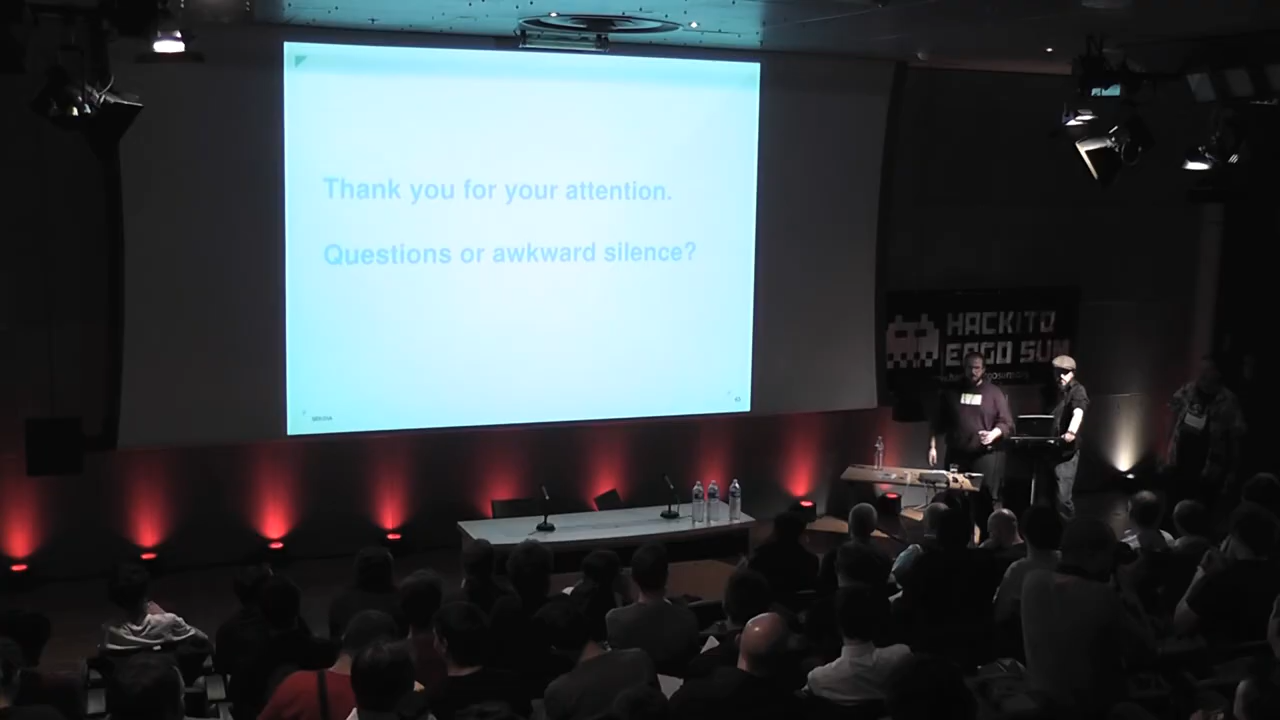 Thank you for your attention.
Questions or awkward silence?
HACKITO
ERGO SUM